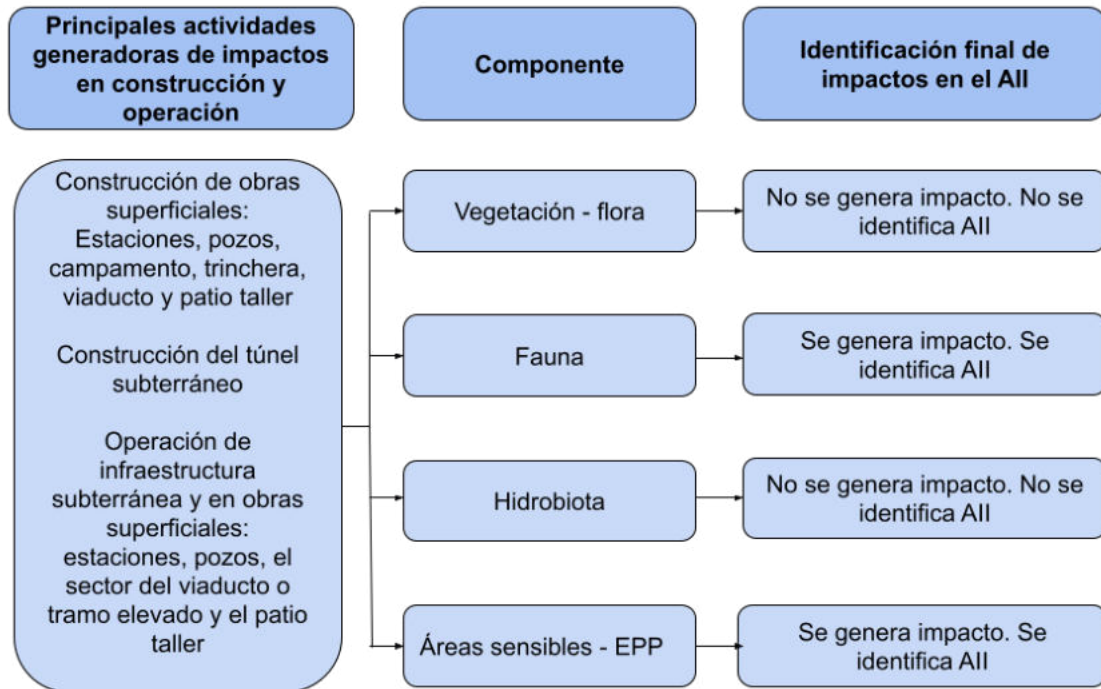 Principales actividades
generadoras de impactos
en construcción y
operación
Componente
Identificación final de
impactos en el AII
Construcción de obras
superficiales:
Estaciones, pozos,
campamento, trinchera,
viaducto y patio taller
Construcción del túnel
subterráneo
Operación de
infraestructura
subterránea y en obras
superficiales:
estaciones, pozos, el
sector del viaducto o
tramo elevado y el patio
taller
Vegetación - flora
No se genera impacto. No se
identifica AII
Fauna
Se genera impacto. Se
identifica AII
Hidrobiota
No se genera impacto. No se
identifica AII
Áreas sensibles - EPP
Se genera impacto. Se
identifica AII